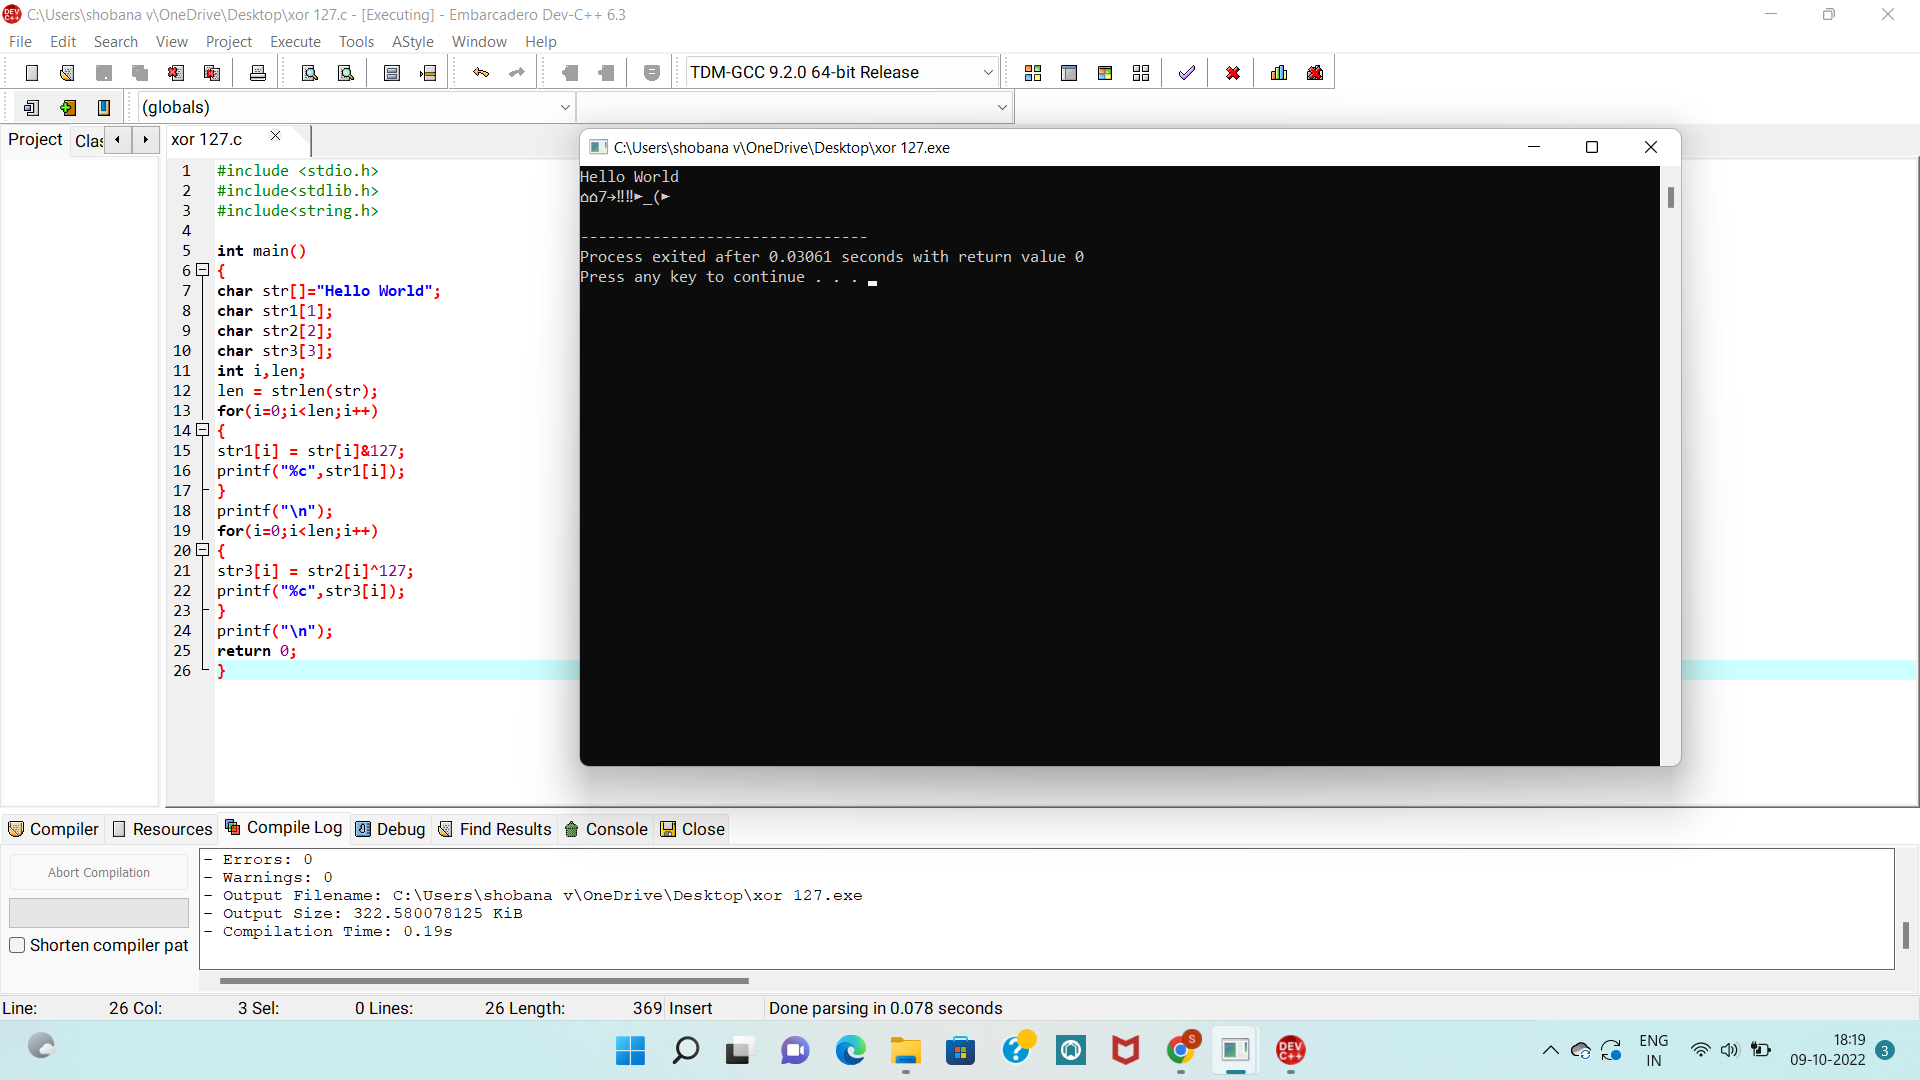 C:\Users\shobana v\OneDrive\Desktop\xor 127.c - [Executing] - Embarcadero Dev-C++ 6.3
File Edit Search View Project Execute Tools AStyle Window Help
TDM-GCC 9.2.0 64-bit Release
(globals)
Project Clas xor 127.c
1 #include <stdio.h>
2 #include<stdlib.h>
3 #include<string.h>
4
5 int main()
6 {
7 char str[]="Hello World";
8 char str1[1];
9 char str2[2];
10 char str3[3];
11 int i,len;
12 len = strlen(str);
13 for(i=0;i<len;i++)
14 {
15 str1[i] = str[i]&127;
16 printf("%c",str1[i]);
17 }
18 printf("\n");
19 for(i=0;i<len;i++)
20 {
21 str3[i] = str2[i]^127;
22 printf("%c",str3[i]);
23 }
24 printf("\n");
25 return 0;
26 }
C:\Users\shobana v\OneDrive\Desktop\xor 127.exe
Hello World
⌂⌂7→‼‼►_(►
--------------------------------
Process exited after 0.03061 seconds with return value 0
Press any key to continue . . .
Compiler Resources Compile Log Debug Find Results Console Close
Abort Compilation
Shorten compiler pat
- Errors: 0
- Warnings: 0
- Output Filename: C:\Users\shobana v\OneDrive\Desktop\xor 127.exe
- Output Size: 322.580078125 KiB
- Compilation Time: 0.19s
Line: 26 Col: 3 Sel: 0 Lines: 26 Length: 369 Insert Done parsing in 0.078 seconds
S
DEV C++
ENG
IN
18:19
09-10-2022
3